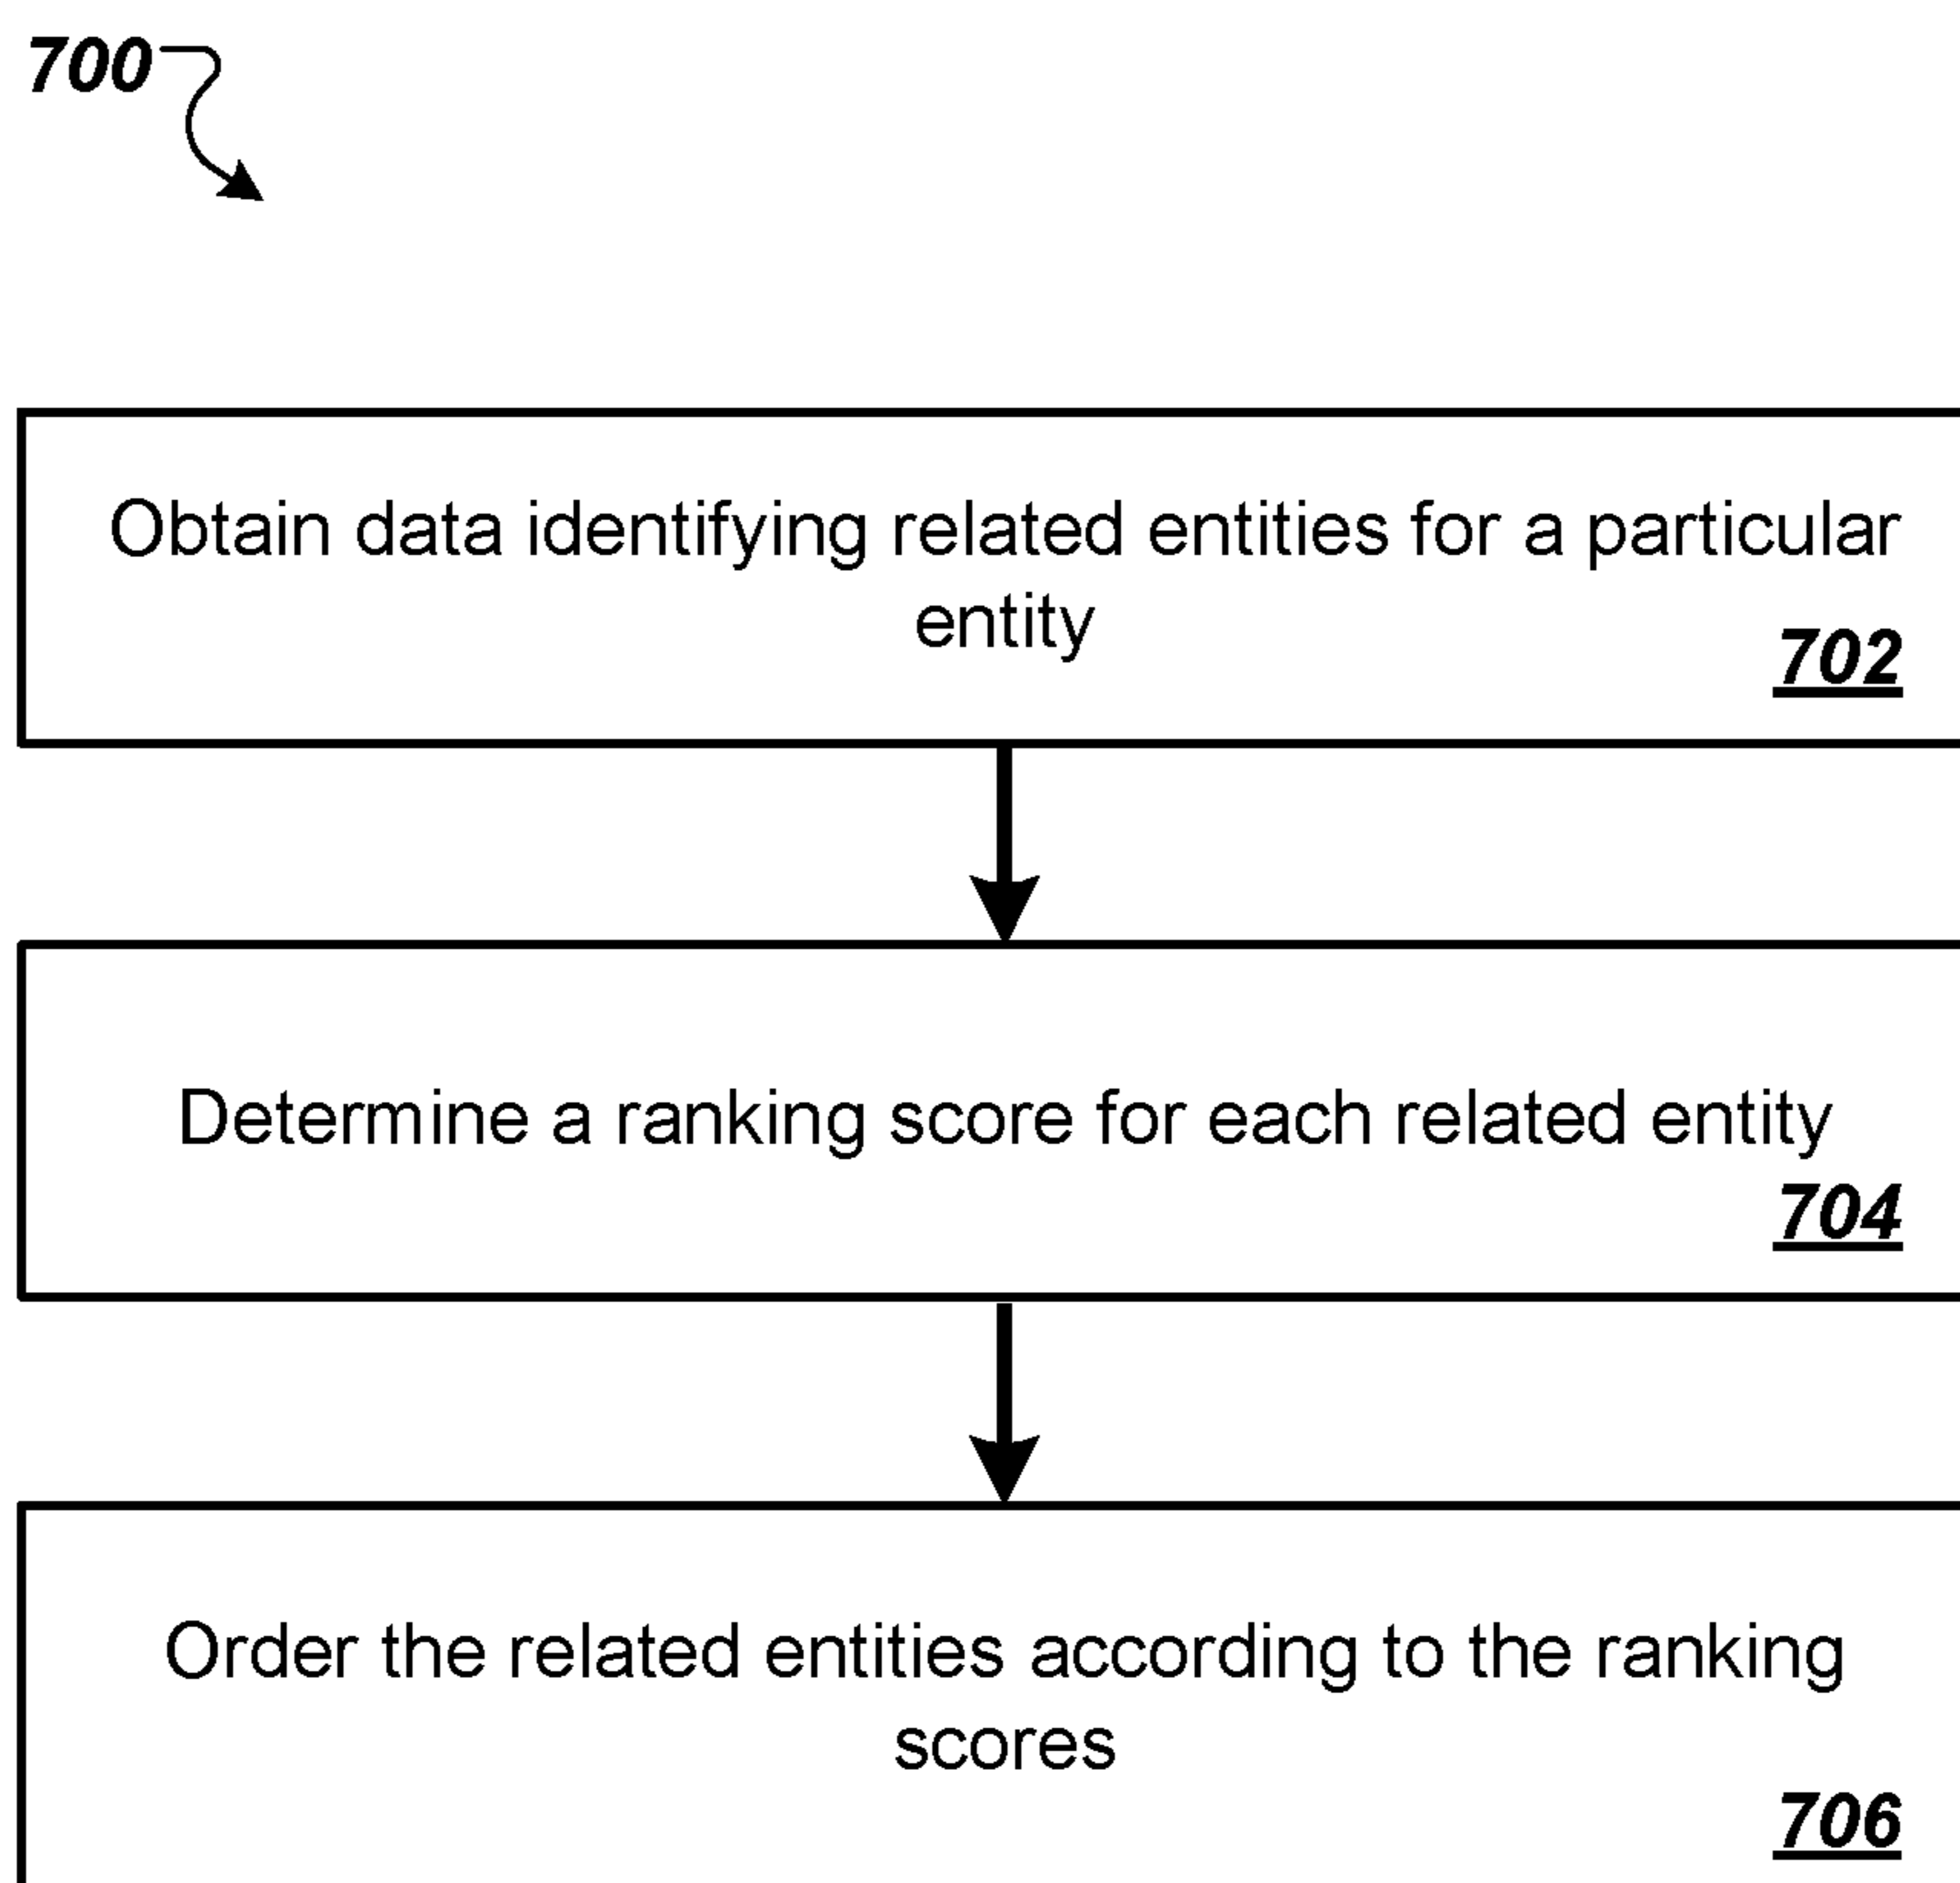 700
Obtain data identifying related entities for a particular
entity
702
Determine a ranking score for each related entity
704
Order the related entities according to the ranking
scores
706